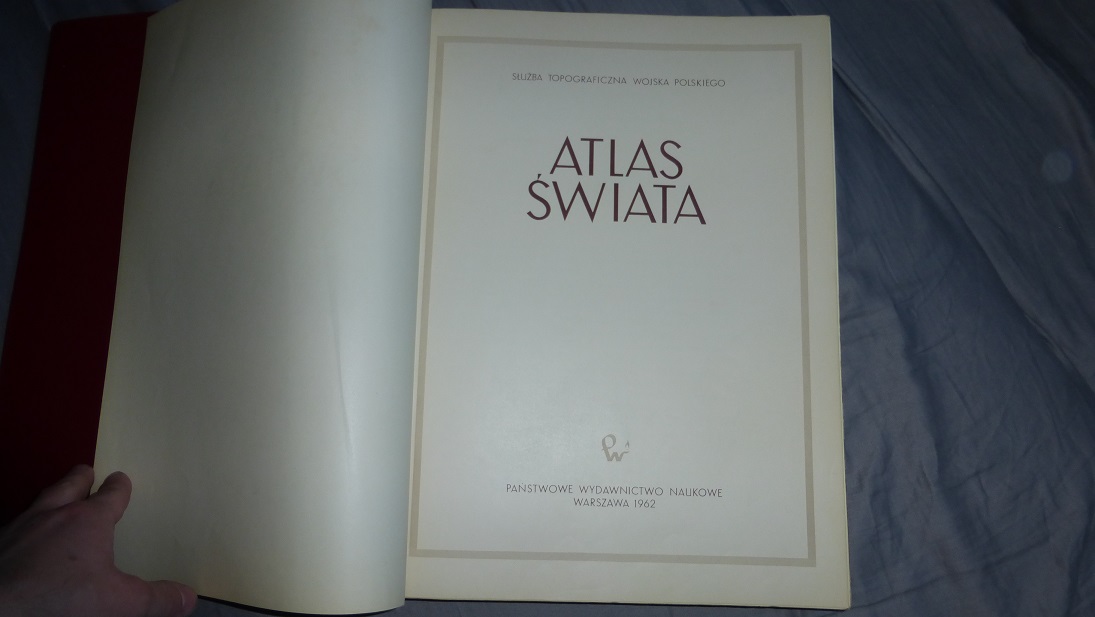 SŁUŻBA TOPOGRAFICZNA WOJSKA POLSKIEGO
ATLAS
ŚWIATA
PAŃSTWOWE WYDAWNICTWO NAUKOWE
WARSZAWA 1962